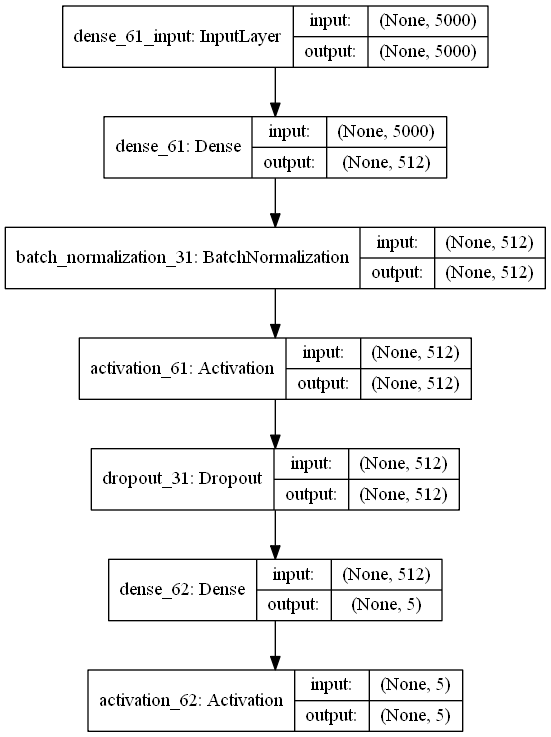 dense_61_input: InputLayer
input: (None, 5000)
output: (None, 5000)
dense_61: Dense
input: (None, 5000)
output: (None, 512)
batch_normalization_31: BatchNormalization
input: (None, 512)
output: (None, 512)
activation_61: Activation
input: (None, 512)
output: (None, 512)
dropout_31: Dropout
input: (None, 512)
output: (None, 512)
dense_62: Dense
input: (None, 512)
output: (None, 5)
activation_62: Activation
input: (None, 5)
output: (None, 5)